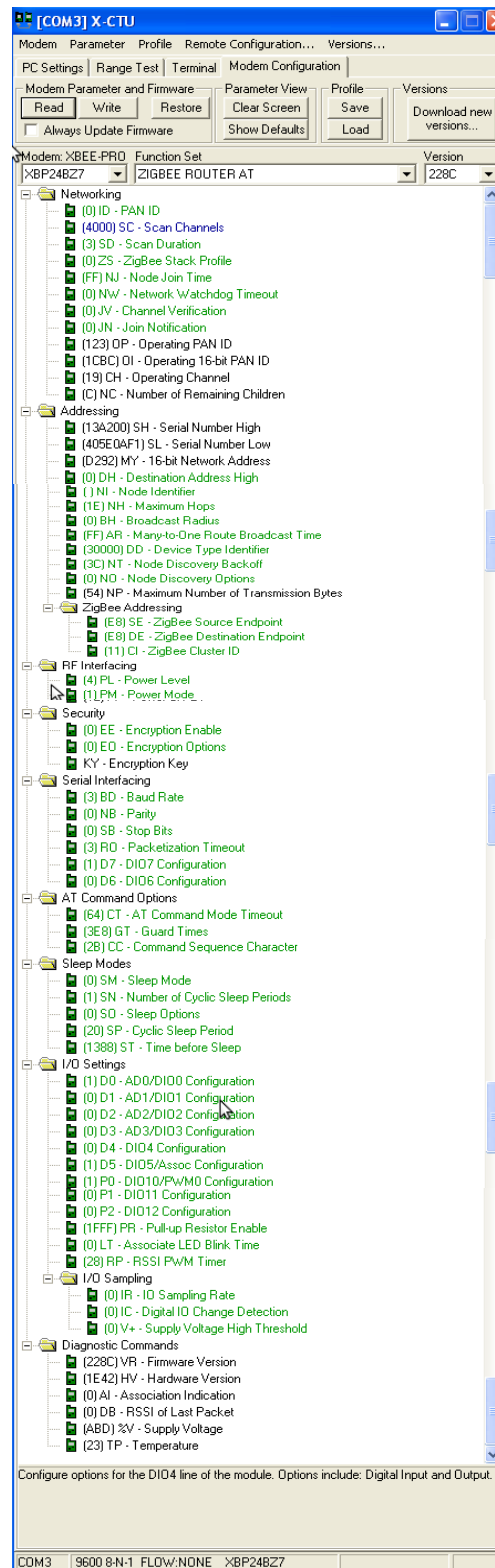 [COM3] X-CTU
Modem Parameter Profile Remote Configuration... Versions...
PC Settings Range Test Terminal Modem Configuration
Modem Parameter and Firmware Parameter View Profile Versions
Read Write Restore Clear Screen Save Download new versions...
Always Update Firmware Show Defaults Load
Modem: XBEE-PRO Function Set Version
XBP24BZ7 ZIGBEE ROUTER AT 228C
Networking
(0) ID - PAN ID
(4000) SC - Scan Channels
(3) SD - Scan Duration
(0) ZS - ZigBee Stack Profile
(FF) NJ - Node Join Time
(0) NW - Network Watchdog Timeout
(0) JV - Channel Verification
(0) JN - Join Notification
(123) OP - Operating PAN ID
(1CBC) OI - Operating 16-bit PAN ID
(19) CH - Operating Channel
(C) NC - Number of Remaining Children
Addressing
(13A200) SH - Serial Number High
(405E0AF1) SL - Serial Number Low
(D292) MY - 16-bit Network Address
(0) DH - Destination Address High
( ) NI - Node Identifier
(1E) NH - Maximum Hops
(0) BH - Broadcast Radius
(FF) AR - Many-to-One Route Broadcast Time
(30000) DD - Device Type Identifier
(3C) NT - Node Discovery Backoff
(0) NO - Node Discovery Options
(54) NP - Maximum Number of Transmission Bytes
ZigBee Addressing
(E8) SE - ZigBee Source Endpoint
(E8) DE - ZigBee Destination Endpoint
(11) CI - ZigBee Cluster ID
RF Interfacing
(4) PL - Power Level
(1) PM - Power Mode
Security
(0) EE - Encryption Enable
(0) EO - Encryption Options
KY - Encryption Key
Serial Interfacing
(3) BD - Baud Rate
(0) NB - Parity
(0) SB - Stop Bits
(3) RO - Packetization Timeout
(1) D7 - DIO7 Configuration
(0) D6 - DIO6 Configuration
AT Command Options
(64) CT - AT Command Mode Timeout
(3E8) GT - Guard Times
(2B) CC - Command Sequence Character
Sleep Modes
(0) SM - Sleep Mode
(1) SN - Number of Cyclic Sleep Periods
(0) SO - Sleep Options
(20) SP - Cyclic Sleep Period
(1388) ST - Time before Sleep
I/O Settings
(1) D0 - AD0/DIO0 Configuration
(0) D1 - AD1/DIO1 Configuration
(0) D2 - AD2/DIO2 Configuration
(0) D3 - AD3/DIO3 Configuration
(0) D4 - DIO4 Configuration
(1) D5 - DIO5/Assoc Configuration
(1) P0 - DIO10/PWM0 Configuration
(0) P1 - DIO11 Configuration
(0) P2 - DIO12 Configuration
(1FFF) PR - Pull-up Resistor Enable
(0) LT - Associate LED Blink Time
(28) RP - RSSI PWM Timer
I/O Sampling
(0) IR - IO Sampling Rate
(0) IC - Digital IO Change Detection
(0) V+ - Supply Voltage High Threshold
Diagnostic Commands
(228C) VR - Firmware Version
(1E42) HV - Hardware Version
(0) AI - Association Indication
(0) DB - RSSI of Last Packet
(ABD) %V - Supply Voltage
(23) TP - Temperature
Configure options for the DIO4 line of the module. Options include: Digital Input and Output.
COM3 9600 8-N-1 FLOW:NONE XBP24BZ7